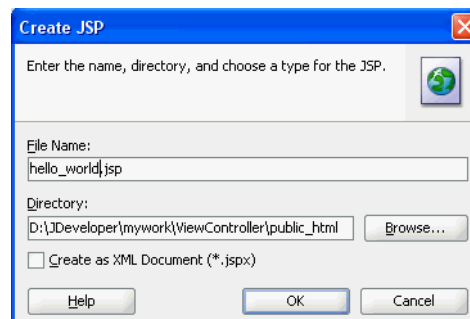 Create JSP
Enter the name, directory, and choose a type for the JSP.
File Name:
hello_world.jsp
Directory:
D:\JDeveloper\mywork\ViewController\public_html
Browse...
Create as XML Document (*.jspx)
Help
OK
Cancel